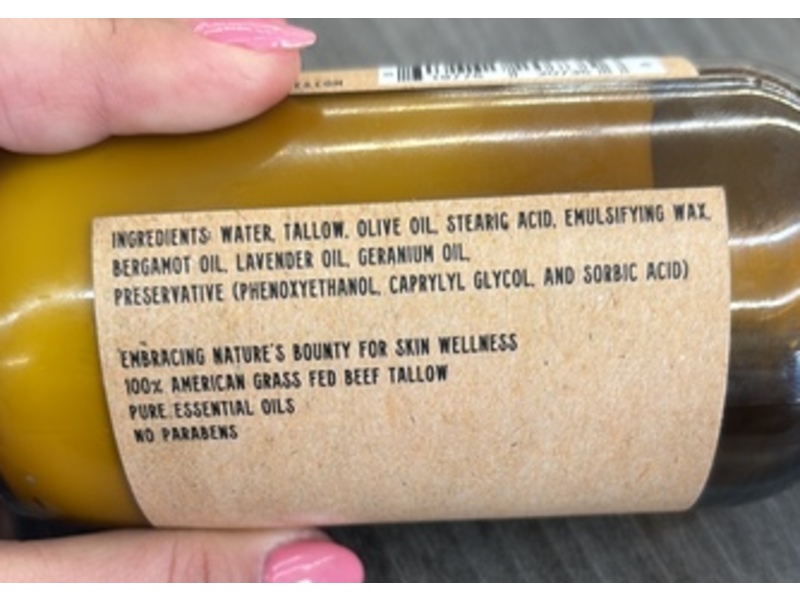 INGREDIENTS: WATER, TALLOW, OLIVE OIL, STEARIC ACID, EMULSIFYING WAX,
BERGAMOT OIL, LAVENDER OIL, GERANIUM OIL,
PRESERVATIVE (PHENOXYETHANOL, CAPRYLYL GLYCOL, AND SORBIC ACID)
EMBRACING NATURE'S BOUNTY FOR SKIN WELLNESS
100% AMERICAN GRASS FED BEEF TALLOW
PURE ESSENTIAL OILS
NO PARABENS